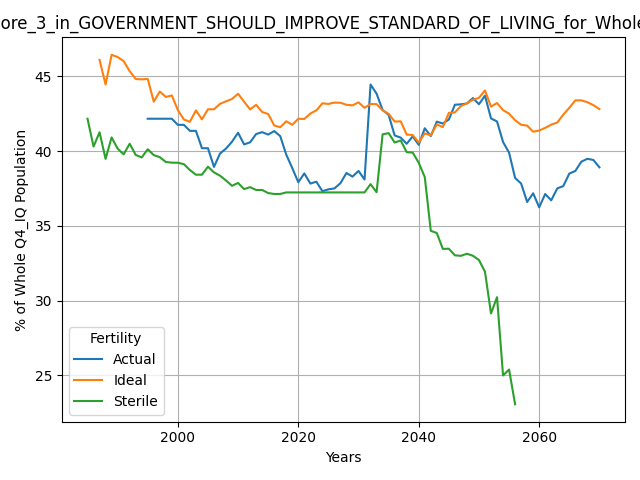 ore_3_in_GOVERNMENT_SHOULD_IMPROVE_STANDARD_OF_LIVING_for_Whole
% of Whole Q4_IQ Population
45
40
35
30
25
Fertility
Actual
Ideal
Sterile
2000 2020 2040 2060
Years